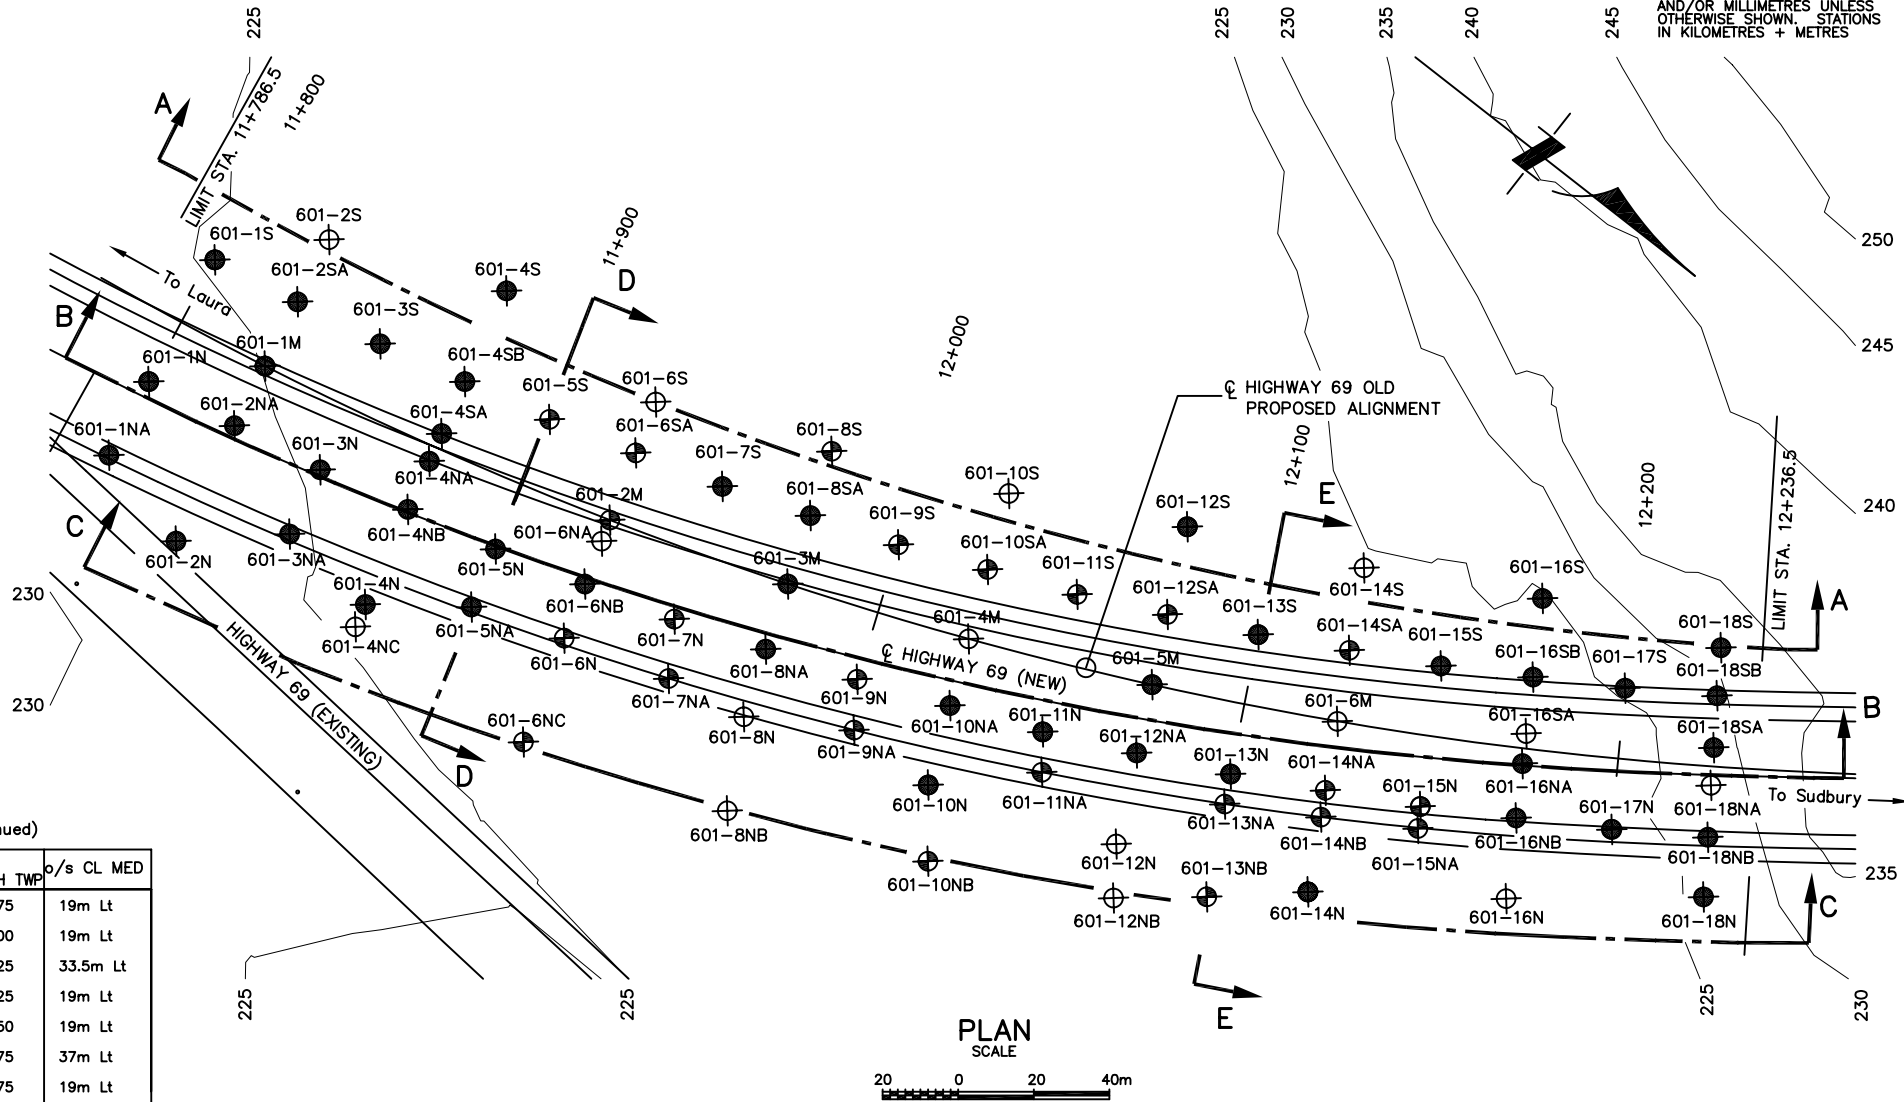 AND/OR MILLIMETRES UNLESS
OTHERWISE SHOWN. STATIONS
IN KILOMETRES + METRES
225
225
230
235
240
245
LIMIT STA. 11+786.5
11+800
A
601-2S
601-1S
601-2SA
601-4S
601-3S
11+900
D
250
To Laura
B
601-1M
601-1N
601-4SB
601-5S
601-6S
12+000
245
℄ HIGHWAY 69 OLD
PROPOSED ALIGNMENT
601-2NA
601-4SA
601-6SA
601-8S
601-1NA
601-3N
601-7S
601-4NA
601-10S
12+100
12+200
LIMIT STA. 12+236.5
240
601-2M
601-8SA
601-9S
601-12S
E
C
601-4NB
601-6NA
601-10SA
601-2N
601-3NA
601-5N
601-3M
601-11S
601-4N
601-12SA
601-14S
601-16S
230
601-6NB
601-13S
A
601-4NC
601-5NA
601-7N
601-4M
601-14SA
601-15S
601-18S
HIGHWAY 69 (EXISTING)
601-6N
601-8NA
℄ HIGHWAY 69 (NEW)
601-5M
601-16SB
601-17S
601-18SB
230
601-7NA
601-9N
601-6M
601-16SA
B
601-6NC
601-8N
601-10NA
601-11N
601-12NA
601-18SA
D
601-9NA
601-13N
601-14NA
601-15N
601-16NA
601-18NA
To Sudbury
601-8NB
601-10N
601-11NA
601-13NA
601-14NB
601-15NA
601-16NB
601-17N
601-18NB
235
601-10NB
601-12N
601-13NB
601-12NB
601-14N
601-16N
601-18N
C
ued)
H TWP
o/s CL MED
75
19m Lt
00
19m Lt
25
33.5m Lt
25
19m Lt
50
19m Lt
75
37m Lt
75
19m Lt
225
225
E
225
230
PLAN
SCALE
20 0 20 40m